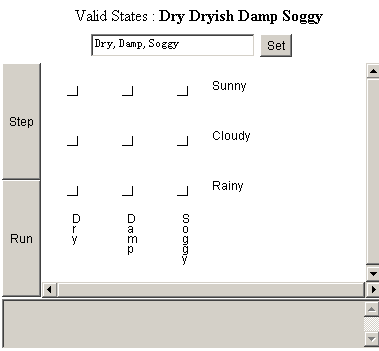 Valid States : Dry Dryish Damp Soggy
Dry, Damp, Soggy Set
Sunny
Step
Cloudy
Rainy
Run
Dry Damp Soggy